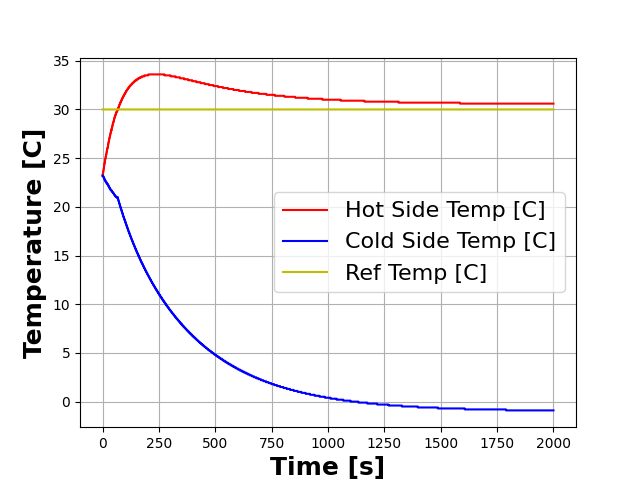 35
30
25
20
15
10
5
0
Temperature [C]
Hot Side Temp [C]
Cold Side Temp [C]
Ref Temp [C]
0 250 500 750 1000 1250 1500 1750 2000
Time [s]